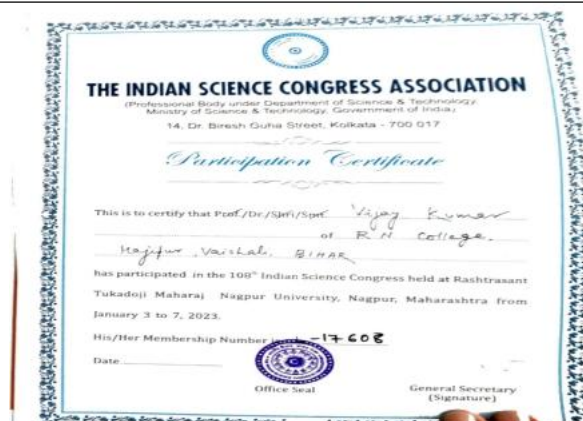 THE INDIAN SCIENCE CONGRESS ASSOCIATION
(Professional Body under Department of Science & Technology,
Ministry of Science & Technology, Government of India)
14, Dr. Biresh Guha Street, Kolkata - 700 017
Participation Certificate
This is to certify that Prof./Dr./Shri/Smt. Vijay Kumar
of R N College,
Hajipur, Vaishali, BIHAR
has participated in the 108th Indian Science Congress held at Rashtrasant
Tukadoji Maharaj Nagpur University, Nagpur, Maharashtra from
January 3 to 7, 2023.
His/Her Membership Number is -17608
Date
Office Seal
General Secretary
(Signature)